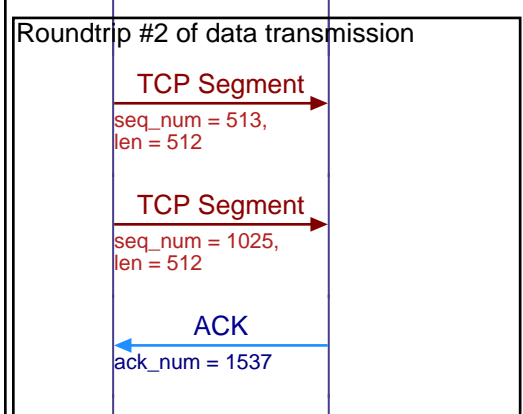 Roundtrip #2 of data transmission
TCP Segment
seq_num = 513,
len = 512
TCP Segment
seq_num = 1025,
len = 512
ACK
ack_num = 1537